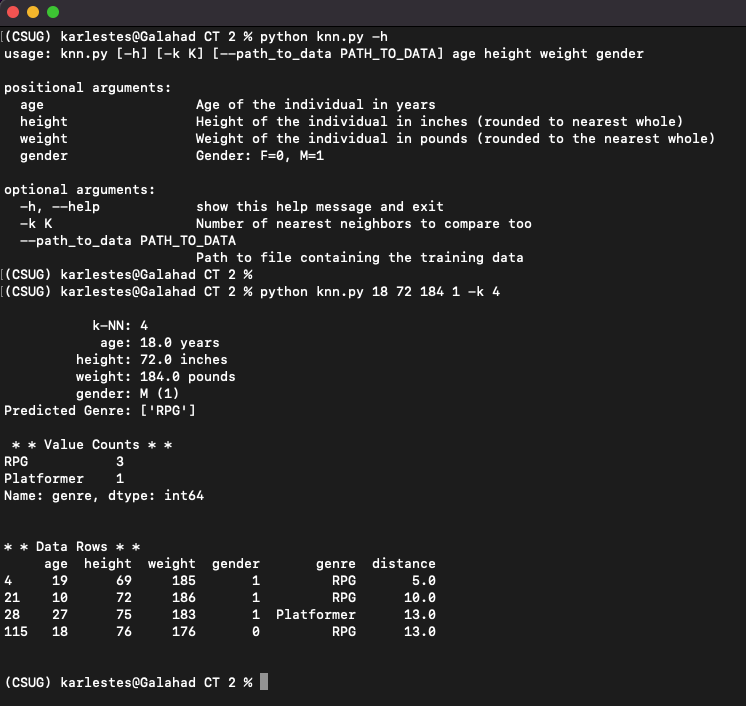 (CSUG) karlestes@Galahad CT 2 % python knn.py -h
usage: knn.py [-h] [-k K] [--path_to_data PATH_TO_DATA] age height weight gender
positional arguments:
  age                   Age of the individual in years
  height                Height of the individual in inches (rounded to nearest whole)
  weight                Weight of the individual in pounds (rounded to the nearest whole)
  gender                Gender: F=0, M=1
optional arguments:
  -h, --help            show this help message and exit
  -k K                  Number of nearest neighbors to compare too
  --path_to_data PATH_TO_DATA
                        Path to file containing the training data
(CSUG) karlestes@Galahad CT 2 %
(CSUG) karlestes@Galahad CT 2 % python knn.py 18 72 184 1 -k 4
           k-NN: 4
            age: 18.0 years
         height: 72.0 inches
         weight: 184.0 pounds
         gender: M (1)
Predicted Genre: ['RPG']
 * * Value Counts * *
RPG           3
Platformer    1
Name: genre, dtype: int64
* * Data Rows * *
     age  height  weight  gender       genre  distance
4     19      69     185       1         RPG       5.0
21    10      72     186       1         RPG      10.0
28    27      75     183       1  Platformer      13.0
115   18      76     176       0         RPG      13.0
(CSUG) karlestes@Galahad CT 2 %